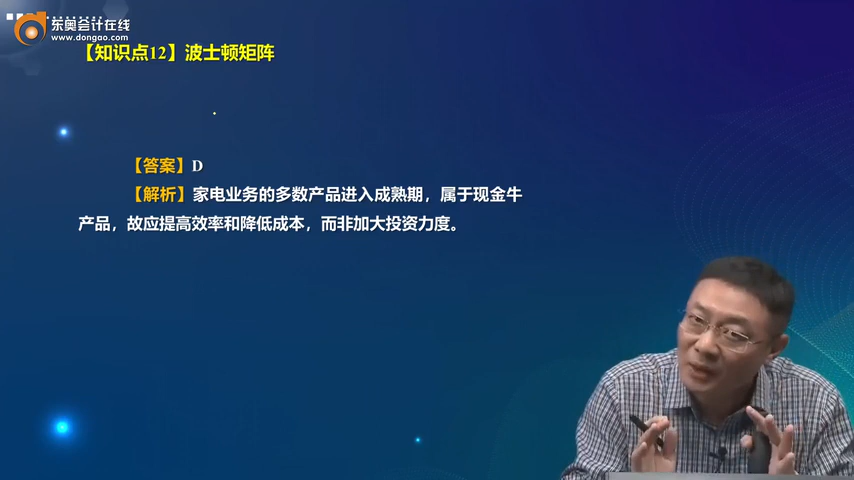 东奥会计在线
www.dongao.com
【知识点12】波士顿矩阵
【答案】D
【解析】家电业务的多数产品进入成熟期，属于现金牛
产品，故应提高效率和降低成本，而非加大投资力度。